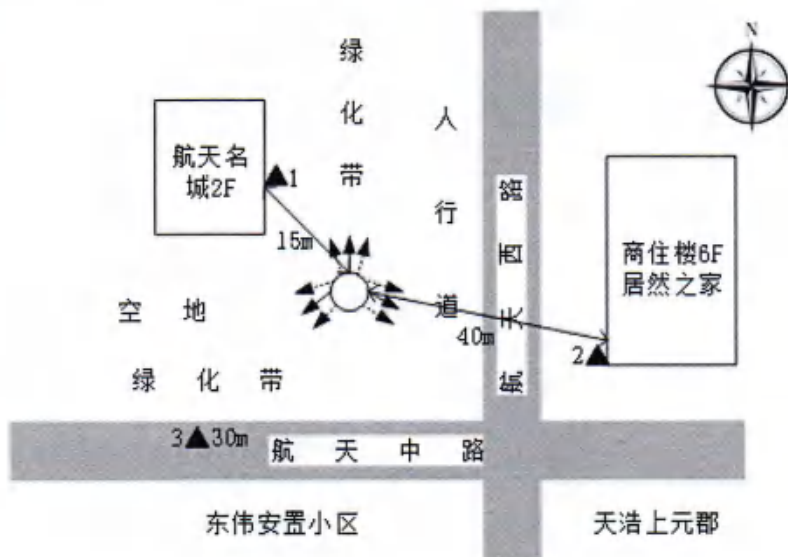 N
绿化带
人行道
航天名
城2F
▲1
15m
航天西路
商住楼6F
居然之家
空地
40m
2▲
绿化带
3▲30m
航天中路
东伟安置小区
天浩上元郡